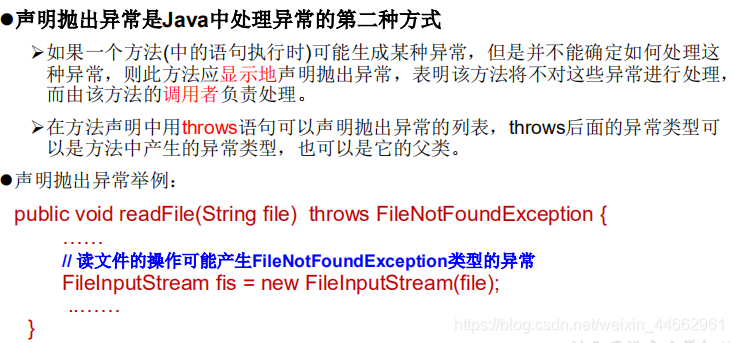 ●声明抛出异常是Java中处理异常的第二种方式
➢如果一个方法(中的语句执行时)可能生成某种异常，但是并不能确定如何处理这
种异常，则此方法应显示地声明抛出异常，表明该方法将不对这些异常进行处理，
而由该方法的调用者负责处理。
➢在方法声明中用throws语句可以声明抛出异常的列表，throws后面的异常类型可
以是方法中产生的异常类型，也可以是它的父类。
●声明抛出异常举例：
public void readFile(String file) throws FileNotFoundException {
……
// 读文件的操作可能产生FileNotFoundException类型的异常
FileInputStream fis = new FileInputStream(file);
………
}
https://blog.csdn.net/weixin_44662961